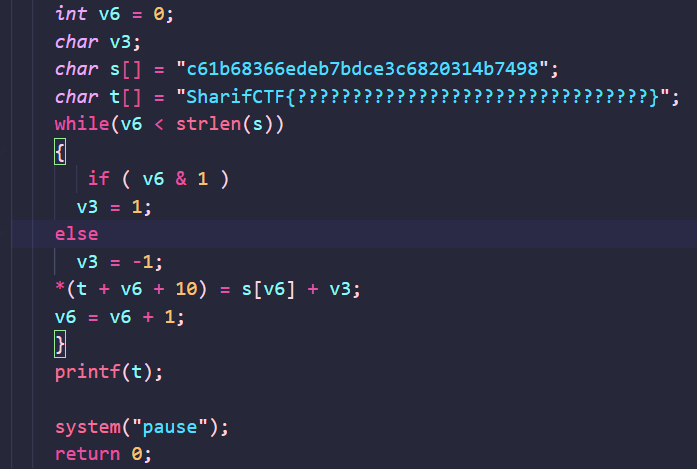 int v6 = 0;
char v3;
char s[] = "c61b68366edeb7bdce3c6820314b7498";
char t[] = "SharifCTF{????????????????????????????????}";
while(v6 < strlen(s))
{
if ( v6 & 1 )
v3 = 1;
else
v3 = -1;
*(t + v6 + 10) = s[v6] + v3;
v6 = v6 + 1;
}
printf(t);
system("pause");
return 0;